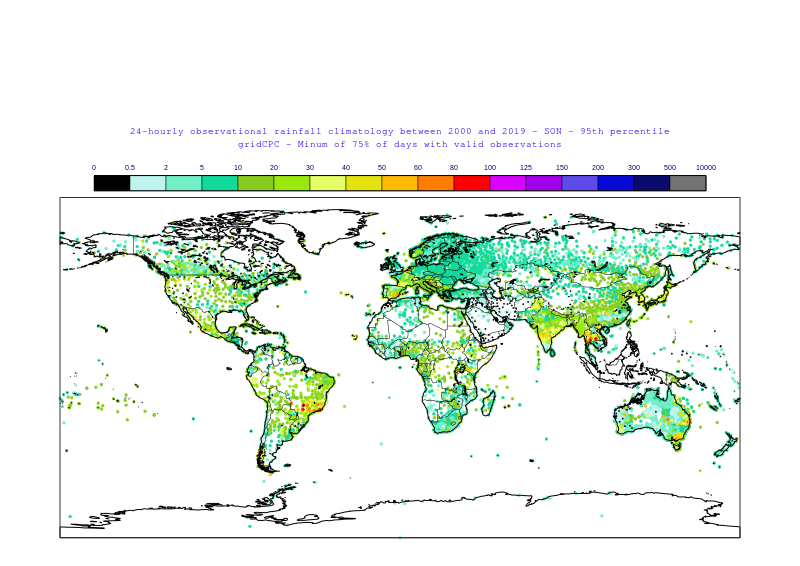 24-hourly observational rainfall climatology between 2000 and 2019 - SON - 95th percentile
gridCPC - Minum of 75% of days with valid observations
0 0.5 2 5 10 20 30 40 50 60 80 100 125 150 200 300 500 10000